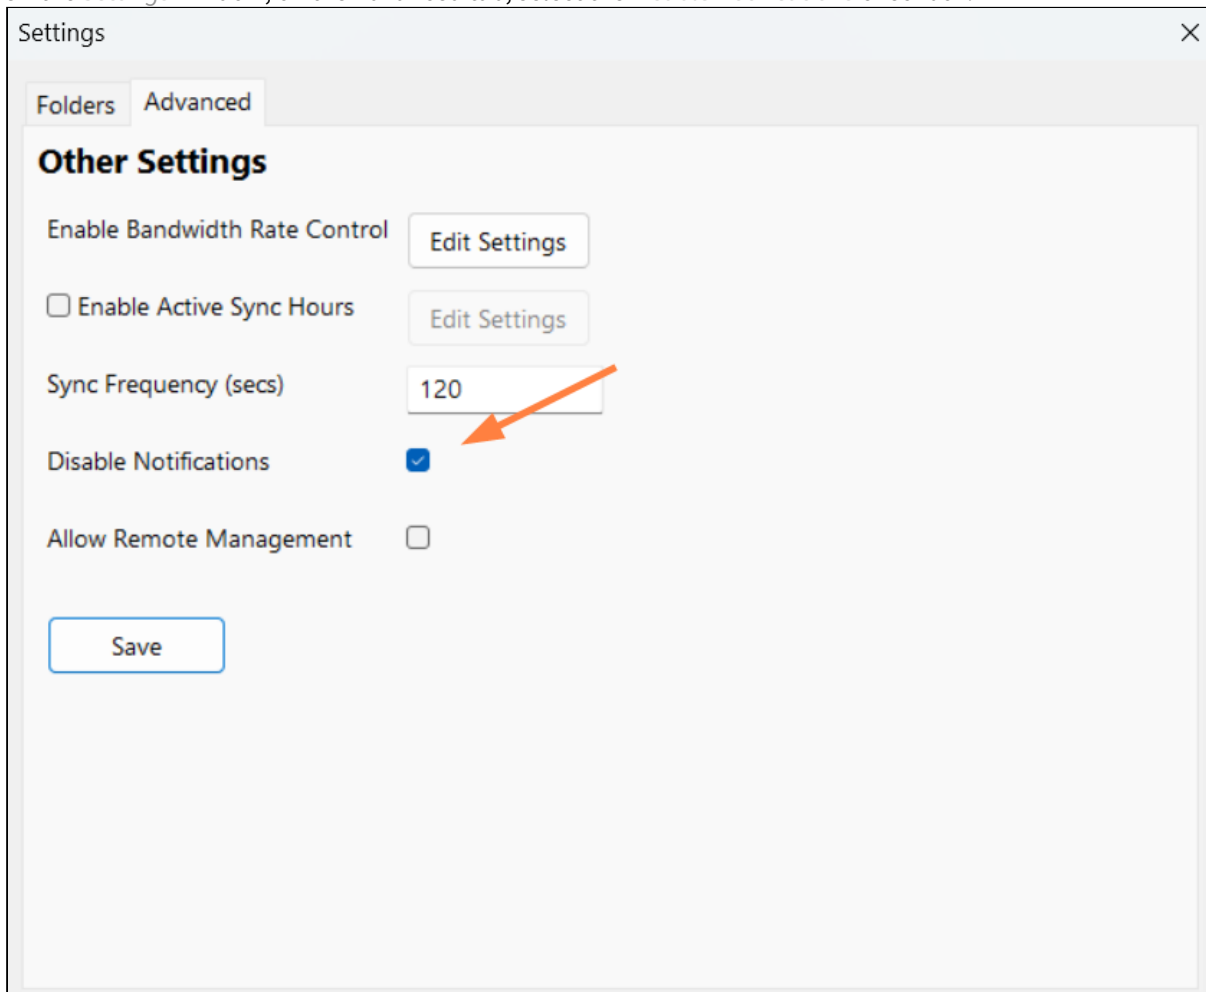 Settings
Folders
Advanced
Other Settings
Enable Bandwidth Rate Control
Edit Settings
Enable Active Sync Hours
Edit Settings
Sync Frequency (secs)
120
Disable Notifications
Allow Remote Management
Save